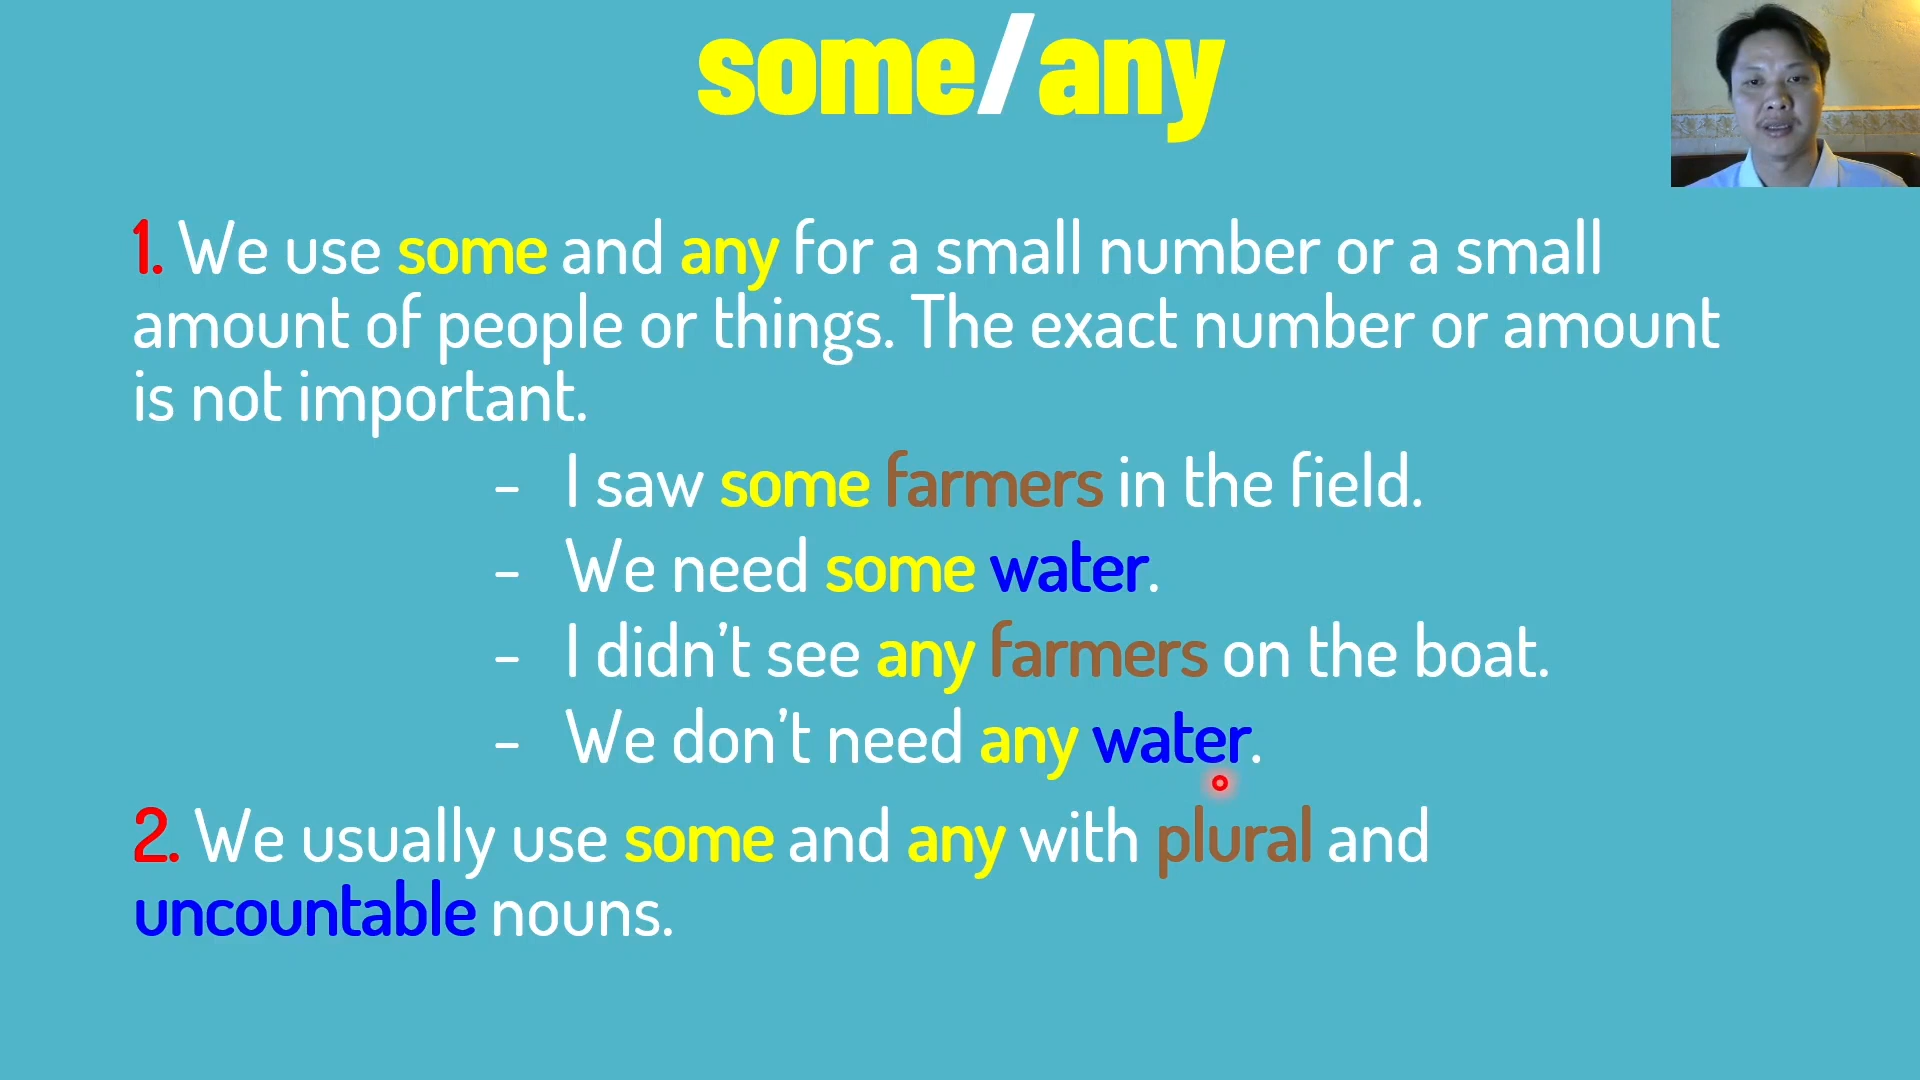 some/any
1. We use some and any for a small number or a small
amount of people or things. The exact number or amount
is not important.
- I saw some farmers in the field.
- We need some water.
- I didn’t see any farmers on the boat.
- We don’t need any water.
2. We usually use some and any with plural and
uncountable nouns.